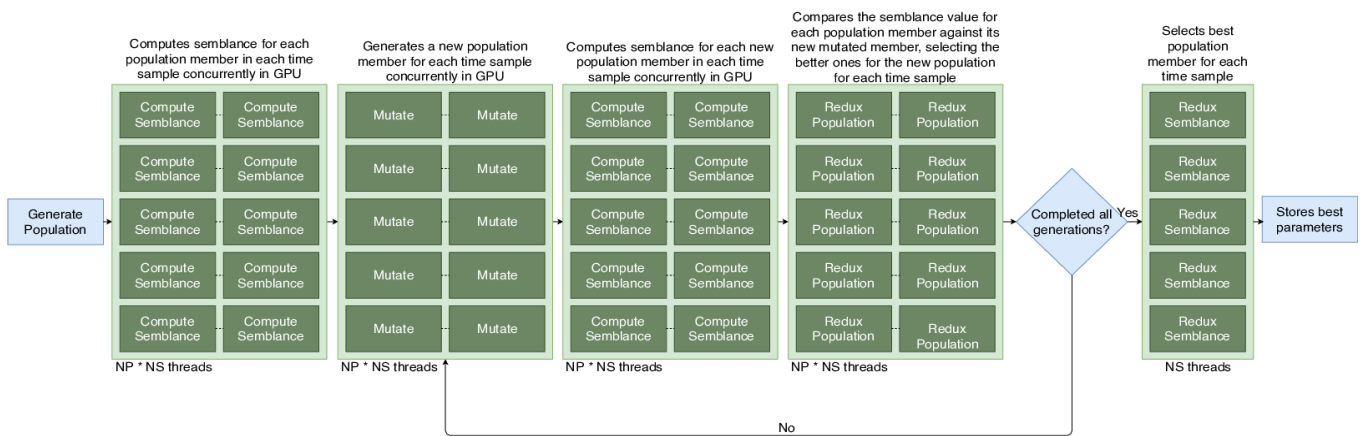 Computes semblance for each
population member in each time
sample concurrently in GPU
Generates a new population
member for each time sample
concurrently in GPU
Computes semblance for each new
population member in each time
sample concurrently in GPU
Compares the semblance value for
each population member against its
new mutated member, selecting the
better ones for the new population
for each time sample
Selects best
population
member for each
time sample
Generate
Population
Compute
Semblance
Compute
Semblance
Compute
Semblance
Compute
Semblance
Compute
Semblance
Compute
Semblance
Compute
Semblance
Compute
Semblance
Compute
Semblance
Compute
Semblance
NP * NS threads
Mutate
Mutate
Mutate
Mutate
Mutate
Mutate
Mutate
Mutate
Mutate
Mutate
NP * NS threads
Compute
Semblance
Compute
Semblance
Compute
Semblance
Compute
Semblance
Compute
Semblance
Compute
Semblance
Compute
Semblance
Compute
Semblance
Compute
Semblance
Compute
Semblance
NP * NS threads
Redux
Population
Redux
Population
Redux
Population
Redux
Population
Redux
Population
Redux
Population
Redux
Population
Redux
Population
Redux
Population
Redux
Population
NP * NS threads
Completed all
generations?
Yes
No
Redux
Semblance
Redux
Semblance
Redux
Semblance
Redux
Semblance
Redux
Semblance
NS threads
Stores best
parameters